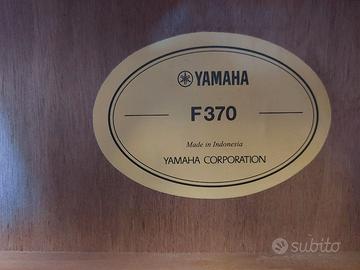 YAMAHA
F370
Made in Indonesia
YAMAHA CORPORATION
subito